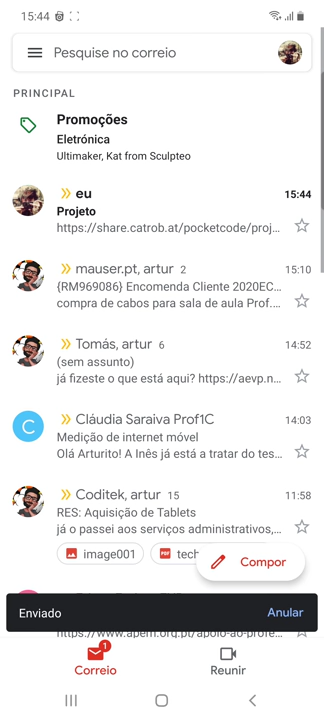 15:44
Pesquise no correio
PRINCIPAL
Promoções
Eletrónica
Ultimaker, Kat from Sculpteo
eu
15:44
Projeto
https://share.catrob.at/pocketcode/proj...
mauser.pt, artur 2
15:10
{RM969086} Encomenda Cliente 2020EC...
compra de cabos para sala de aula Prof....
Tomás, artur 6
14:52
(sem assunto)
já fizeste o que está aqui? https://aevp.n...
C
Cláudia Saraiva Prof1C
14:03
Medição de internet móvel
Olá Arturito! A Inês já está a tratar do tes...
Coditek, artur 15
11:58
RES: Aquisição de Tablets
já o passei aos serviços administrativos,...
image001
PDF
tech
Compor
Enviado
Anular
https://www.apem.org.pt/apoio-ao-profe...
1
Correio
Reunir